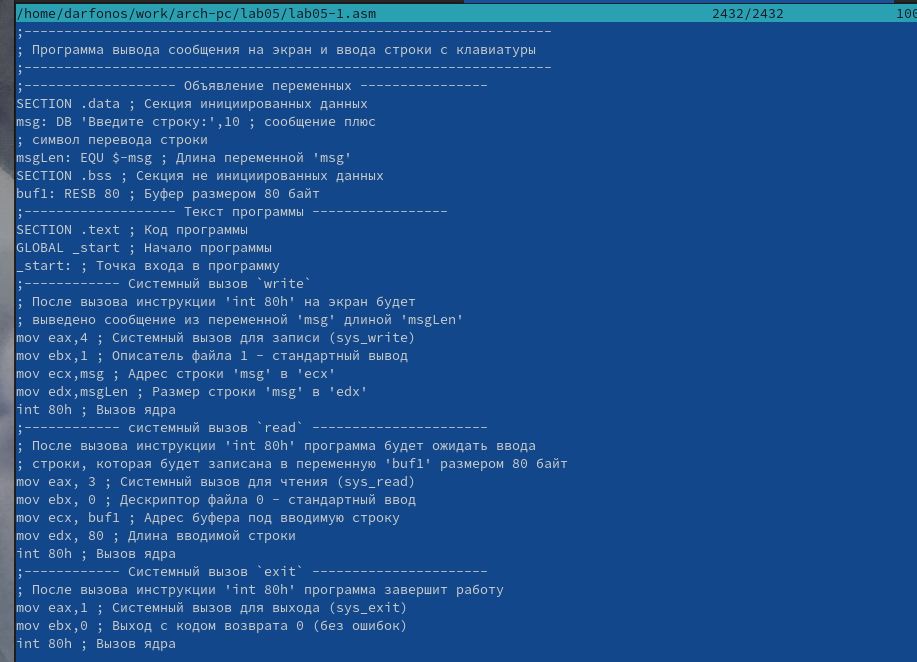 /home/darfonos/work/arch-pc/lab05/lab05-1.asm 2432/2432 100
;------------------------------------------------------------------
; Программа вывода сообщения на экран и ввода строки с клавиатуры
;------------------------------------------------------------------
;------------------- Объявление переменных ----------------
SECTION .data ; Секция инициированных данных
msg: DB 'Введите строку:',10 ; сообщение плюс
; символ перевода строки
msgLen: EQU $-msg ; Длина переменной 'msg'
SECTION .bss ; Секция не инициированных данных
buf1: RESB 80 ; Буфер размером 80 байт
;------------------- Текст программы -----------------
SECTION .text ; Код программы
GLOBAL _start ; Начало программы
_start: ; Точка входа в программу
;------------ Системный вызов `write`
; После вызова инструкции 'int 80h' на экран будет
; выведено сообщение из переменной 'msg' длиной 'msgLen'
mov eax,4 ; Системный вызов для записи (sys_write)
mov ebx,1 ; Описатель файла 1 - стандартный вывод
mov ecx,msg ; Адрес строки 'msg' в 'ecx'
mov edx,msgLen ; Размер строки 'msg' в 'edx'
int 80h ; Вызов ядра
;------------ системный вызов `read` ----------------------
; После вызова инструкции 'int 80h' программа будет ожидать ввода
; строки, которая будет записана в переменную 'buf1' размером 80 байт
mov eax, 3 ; Системный вызов для чтения (sys_read)
mov ebx, 0 ; Дескриптор файла 0 - стандартный ввод
mov ecx, buf1 ; Адрес буфера под вводимую строку
mov edx, 80 ; Длина вводимой строки
int 80h ; Вызов ядра
;------------ Системный вызов `exit` ----------------------
; После вызова инструкции 'int 80h' программа завершит работу
mov eax,1 ; Системный вызов для выхода (sys_exit)
mov ebx,0 ; Выход с кодом возврата 0 (без ошибок)
int 80h ; Вызов ядра